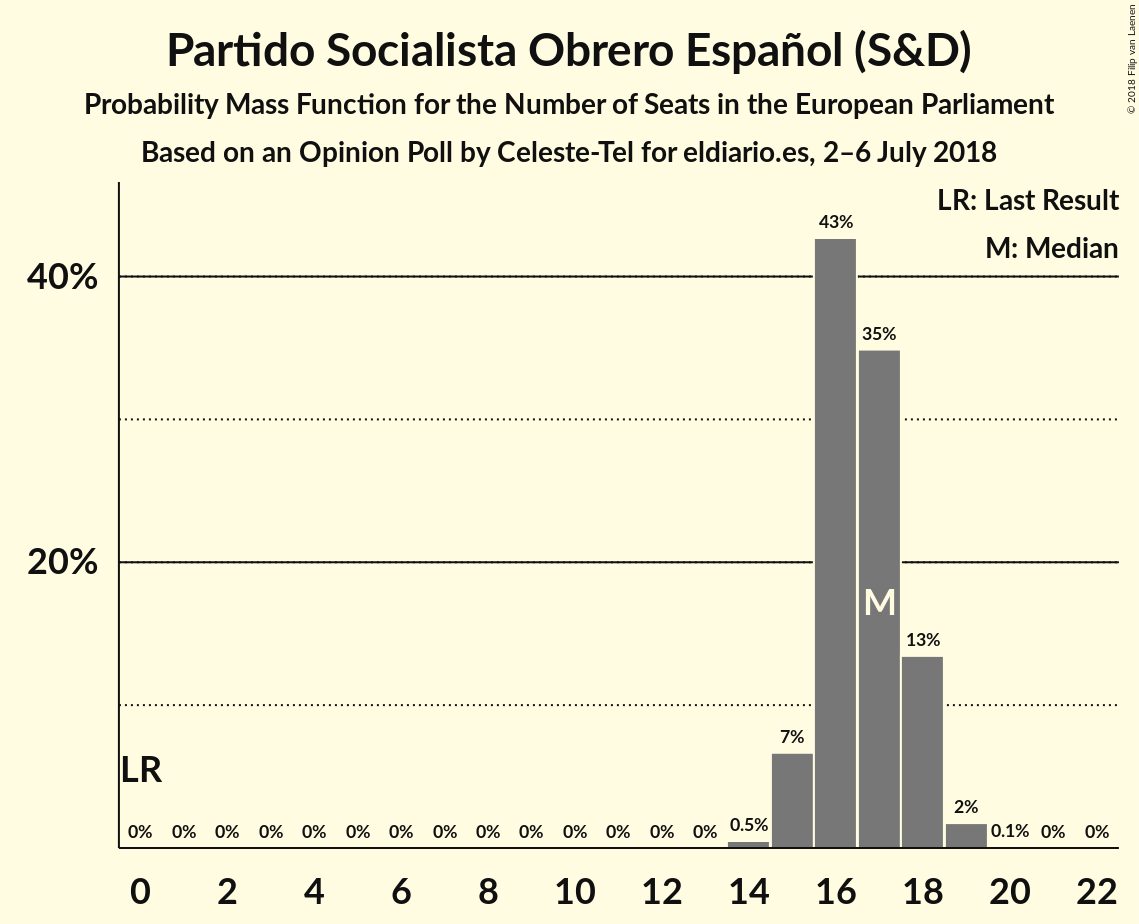 Partido Socialista Obrero Español (S&D)
Probability Mass Function for the Number of Seats in the European Parliament
Based on an Opinion Poll by Celeste-Tel for eldiario.es, 2–6 July 2018
© 2018 Filip van Laenen
LR: Last Result
M: Median
43%
40%
35%
20%
M
13%
7%
LR
2%
0% 0% 0% 0% 0% 0% 0% 0% 0% 0% 0% 0% 0% 0% 0.5% 0.1% 0% 0%
0 2 4 6 8 10 12 14 16 18 20 22